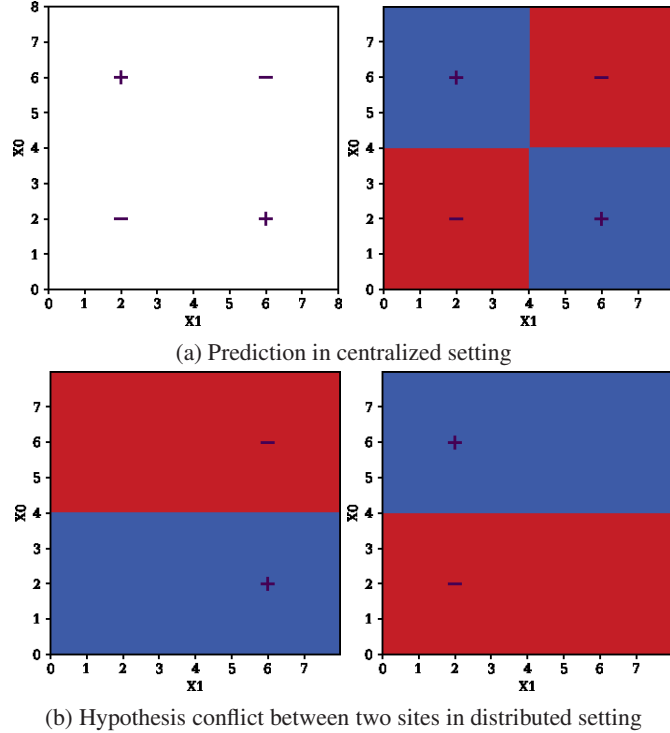 8
7
6
5
4
3
2
1
0
X0
+ −
− +
0 1 2 3 4 5 6 7 8
X1
7
6
5
4
3
2
1
0
X0
+ −
− +
0 1 2 3 4 5 6 7
X1
(a) Prediction in centralized setting
7
6
5
4
3
2
1
0
X0
−
+
0 1 2 3 4 5 6 7
X1
7
6
5
4
3
2
1
0
X0
+
−
0 1 2 3 4 5 6 7
X1
(b) Hypothesis conflict between two sites in distributed setting